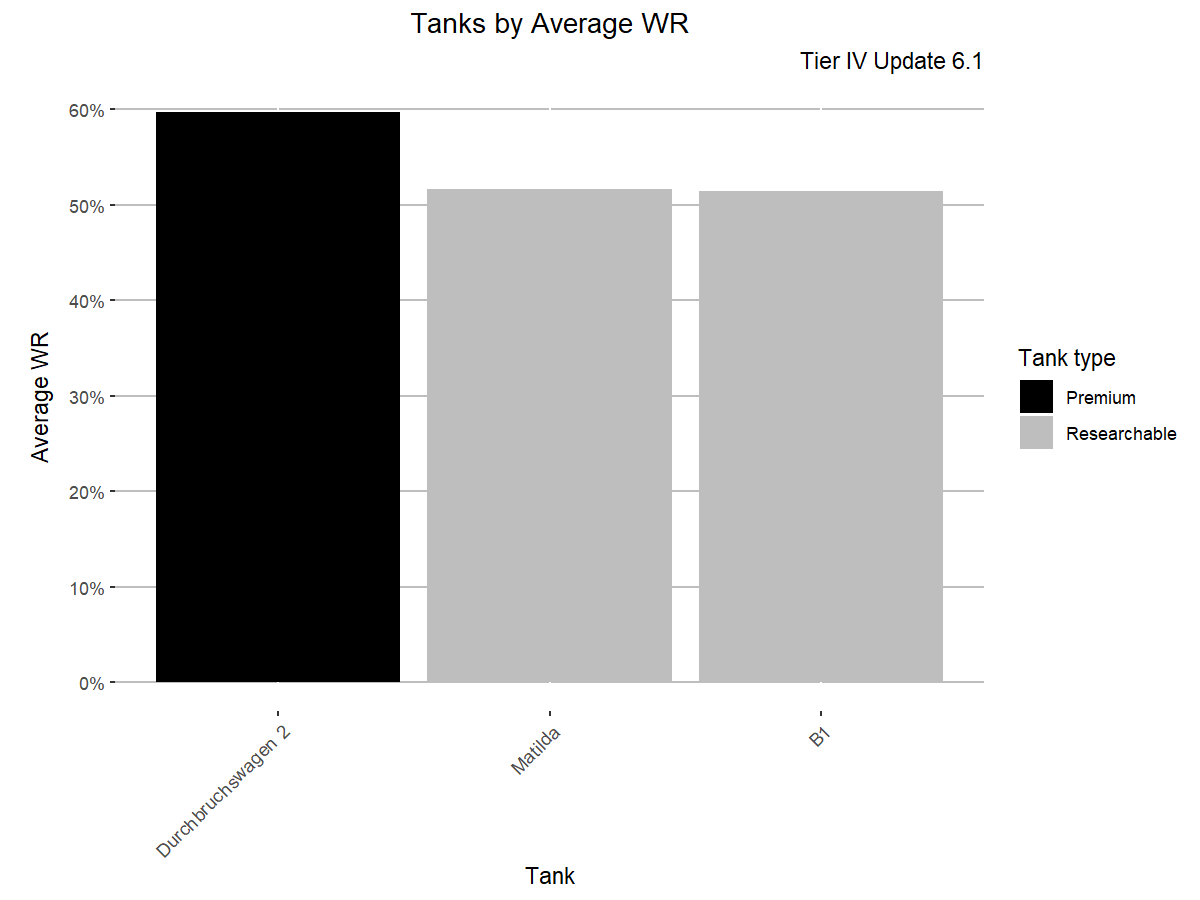 Tanks by Average WR
Tier IV Update 6.1
60%
50%
40%
30%
20%
10%
0%
Average WR
Durchbruchswagen 2
Matilda
B1
Tank
Tank type
Premium
Researchable